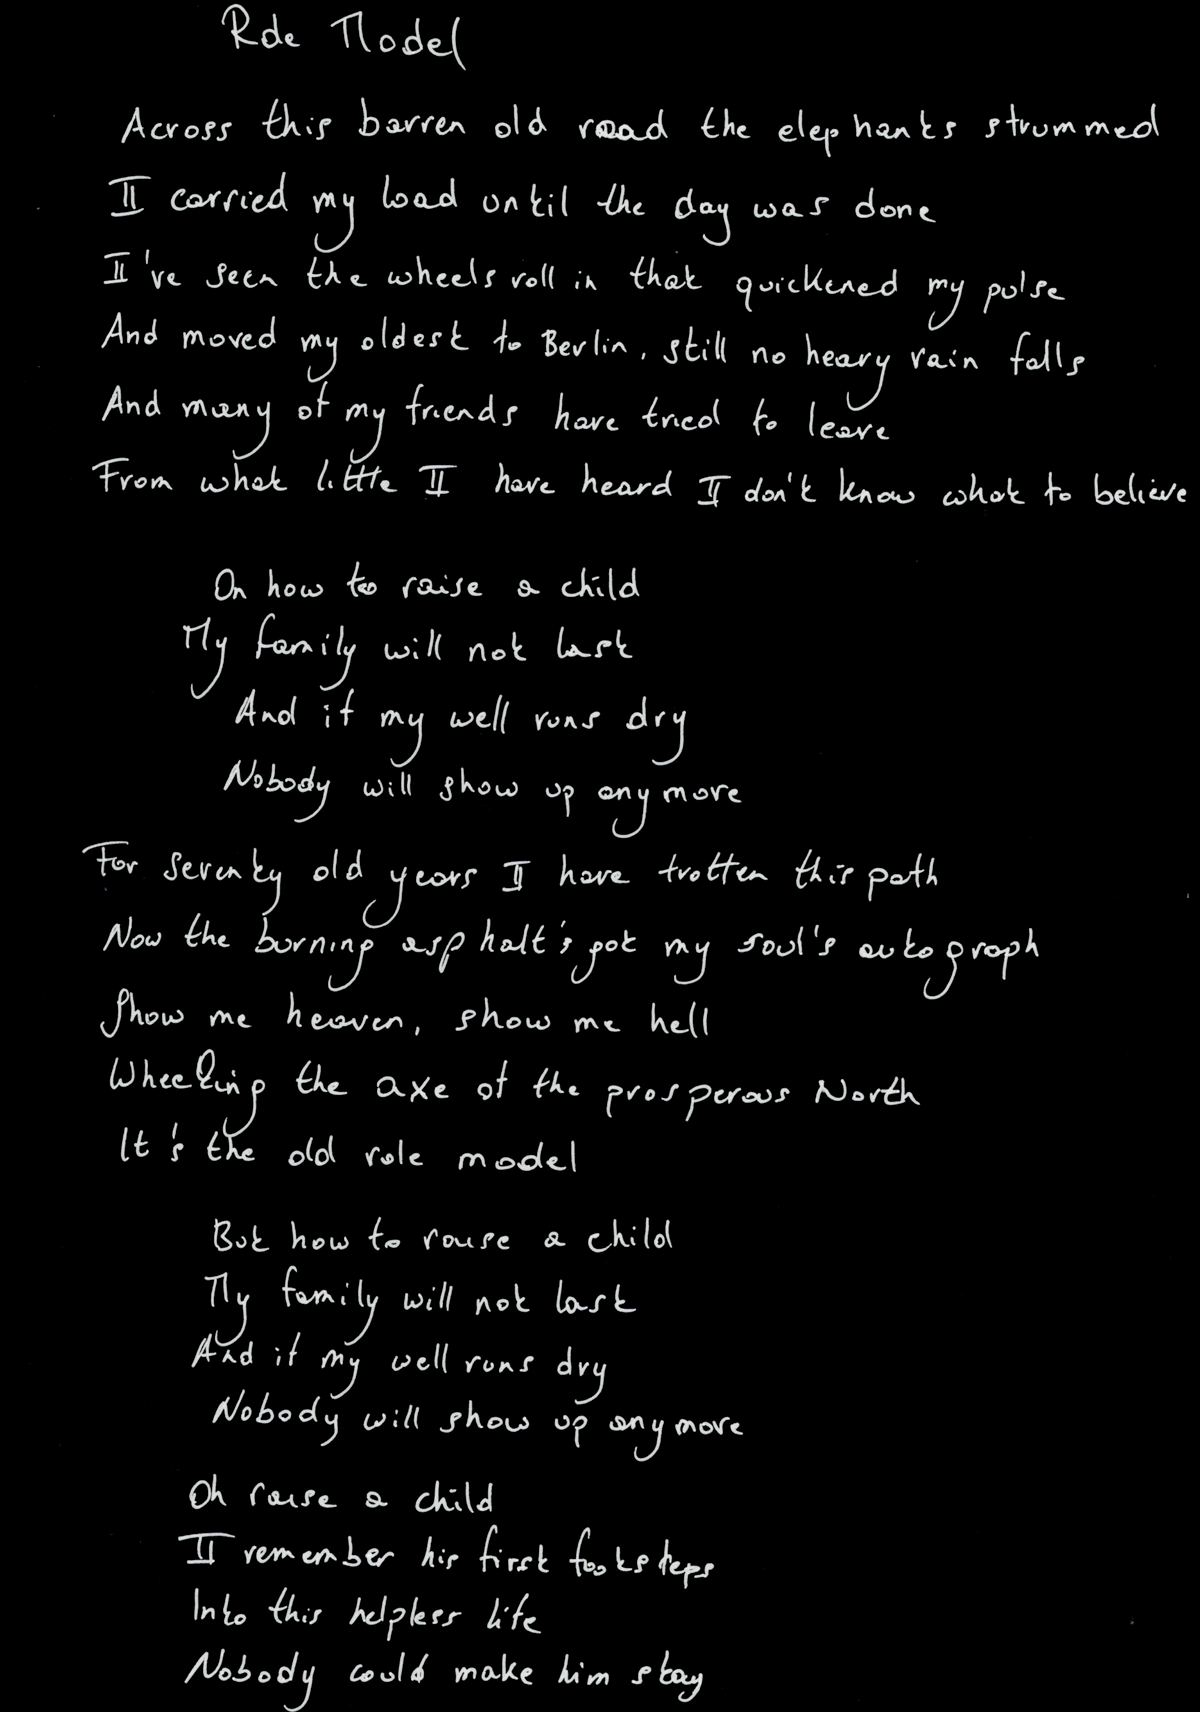 Role Model
Across this barren old road the elephants strummed
I carried my load until the day was done
I've seen the wheels roll in that quickened my pulse
And moved my oldest to Berlin, still no heavy rain falls
And many of my friends have tried to leave
From what little I have heard I don't know what to believe
On how to raise a child
My family will not last
And if my well runs dry
Nobody will show up anymore
For seventy old years I have trotten this path
Now the burning asphalt's got my soul's autograph
Show me heaven, show me hell
Wheeling the axe of the prosperous North
It's the old role model
But how to raise a child
My family will not last
And if my well runs dry
Nobody will show up anymore
Oh raise a child
I remember his first footsteps
Into this helpless life
Nobody could make him stay